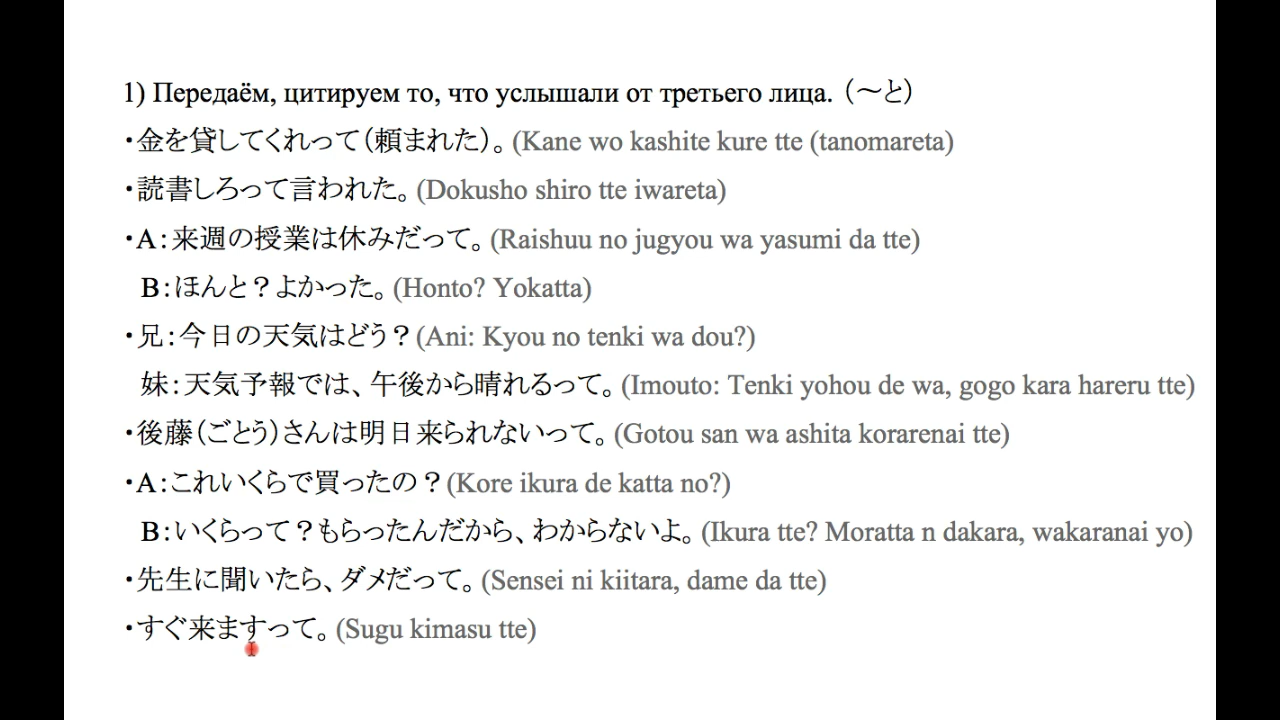 1) Передаём, цитируем то, что услышали от третьего лица. （〜と）
・金を貸してくれって（頼まれた）。(Kane wo kashite kure tte (tanomareta)
・読書しろって言われた。(Dokusho shiro tte iwareta)
・A：来週の授業は休みだって。(Raishuu no jugyou wa yasumi da tte)
B：ほんと？よかった。(Honto? Yokatta)
・兄：今日の天気はどう？(Ani: Kyou no tenki wa dou?)
妹：天気予報では、午後から晴れるって。(Imouto: Tenki yohou de wa, gogo kara hareru tte)
・後藤（ごとう）さんは明日来られないって。(Gotou san wa ashita korarenai tte)
・A：これいくらで買ったの？(Kore ikura de katta no?)
B：いくらって？もらったんだから、わからないよ。(Ikura tte? Moratta n dakara, wakaranai yo)
・先生に聞いたら、ダメだって。(Sensei ni kiitara, dame da tte)
・すぐ来ますって。(Sugu kimasu tte)